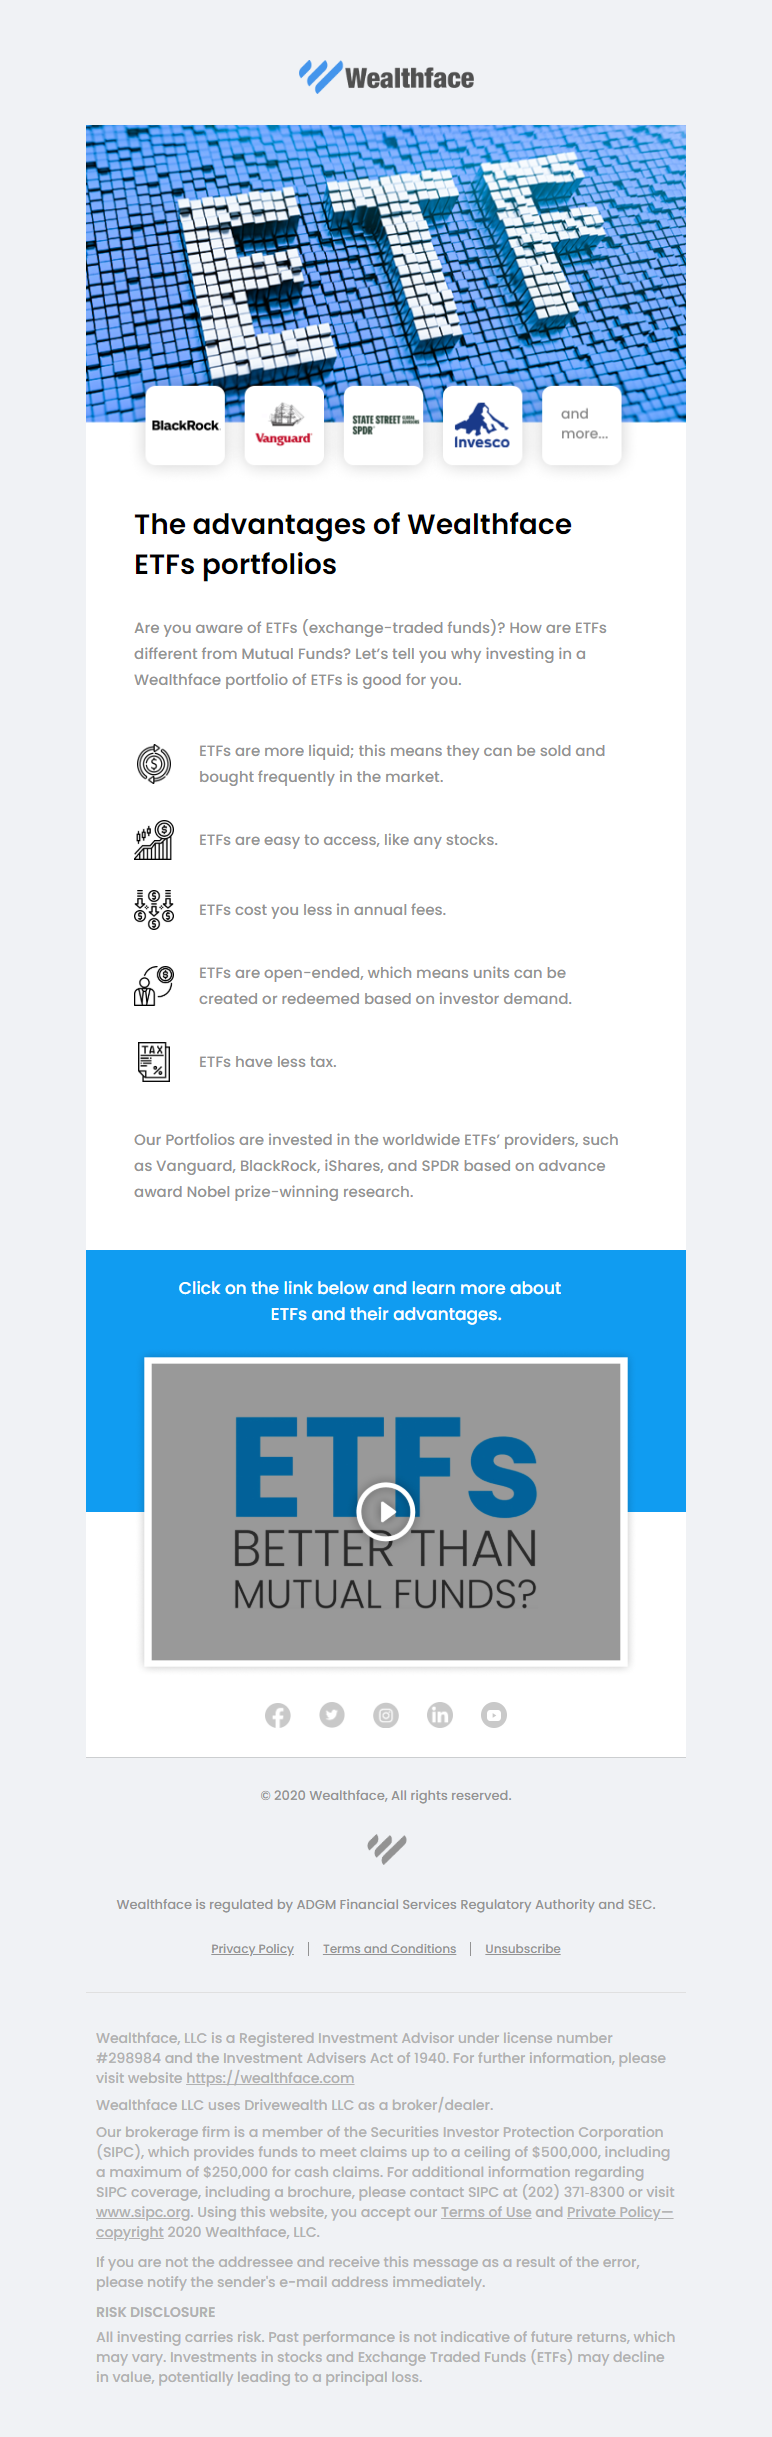 Wealthface
ETF
BlackRock
Vanguard
STATE STREET GLOBAL ADVISORS
SPDR
Invesco
and
more...
The advantages of Wealthface
ETFs portfolios
Are you aware of ETFs (exchange-traded funds)? How are ETFs
different from Mutual Funds? Let's tell you why investing in a
Wealthface portfolio of ETFs is good for you.
ETFs are more liquid; this means they can be sold and
bought frequently in the market.
ETFs are easy to access, like any stocks.
ETFs cost you less in annual fees.
ETFs are open-ended, which means units can be
created or redeemed based on investor demand.
TAX
%
ETFs have less tax.
Our Portfolios are invested in the worldwide ETFs' providers, such
as Vanguard, BlackRock, iShares, and SPDR based on advance
award Nobel prize-winning research.
Click on the link below and learn more about
ETFs and their advantages.
ETFs
BETTER THAN
MUTUAL FUNDS?
© 2020 Wealthface, All rights reserved.
Wealthface is regulated by ADGM Financial Services Regulatory Authority and SEC.
Privacy Policy | Terms and Conditions | Unsubscribe
Wealthface, LLC is a Registered Investment Advisor under license number
#298984 and the Investment Advisers Act of 1940. For further information, please
visit website https://wealthface.com
Wealthface LLC uses Drivewealth LLC as a broker/dealer.
Our brokerage firm is a member of the Securities Investor Protection Corporation
(SIPC), which provides funds to meet claims up to a ceiling of $500,000, including
a maximum of $250,000 for cash claims. For additional information regarding
SIPC coverage, including a brochure, please contact SIPC at (202) 371-8300 or visit
www.sipc.org. Using this website, you accept our Terms of Use and Private Policy—
copyright 2020 Wealthface, LLC.
If you are not the addressee and receive this message as a result of the error,
please notify the sender's e-mail address immediately.
RISK DISCLOSURE
All investing carries risk. Past performance is not indicative of future returns, which
may vary. Investments in stocks and Exchange Traded Funds (ETFs) may decline
in value, potentially leading to a principal loss.